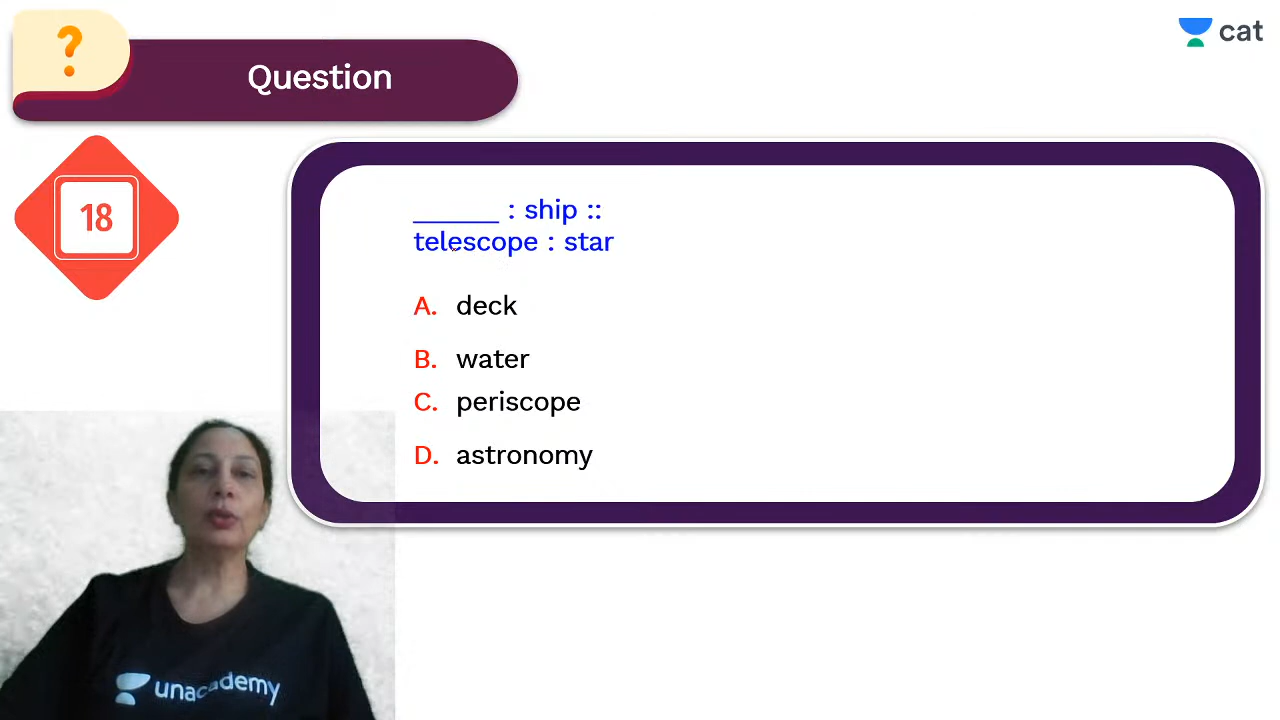 ?
Question
cat
18
______ : ship ::
telescope : star
A. deck
B. water
C. periscope
D. astronomy
unacademy